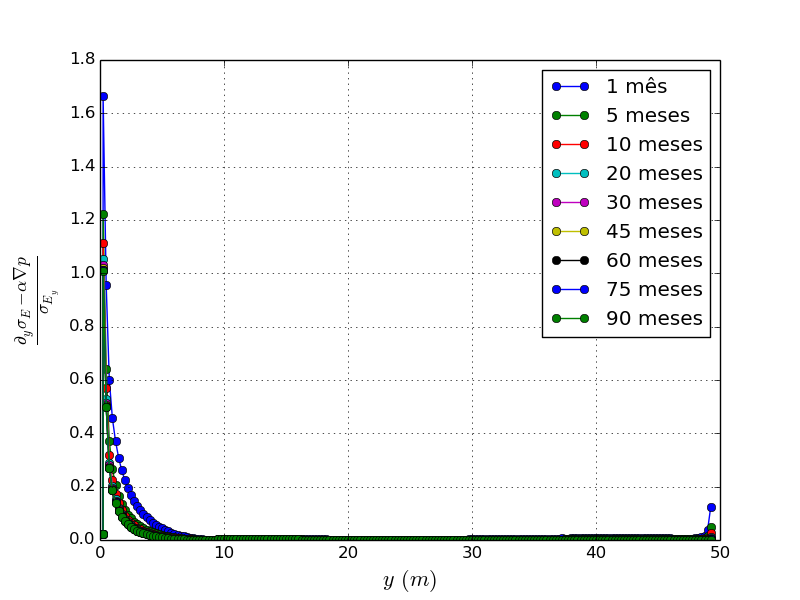 1.8
1.6
1.4
1.2
1.0
0.8
0.6
0.4
0.2
0.0
0 10 20 30 40 50
y (m)
∂_y σ_E − α∇p
σ_{E_y}
1 mês
5 meses
10 meses
20 meses
30 meses
45 meses
60 meses
75 meses
90 meses